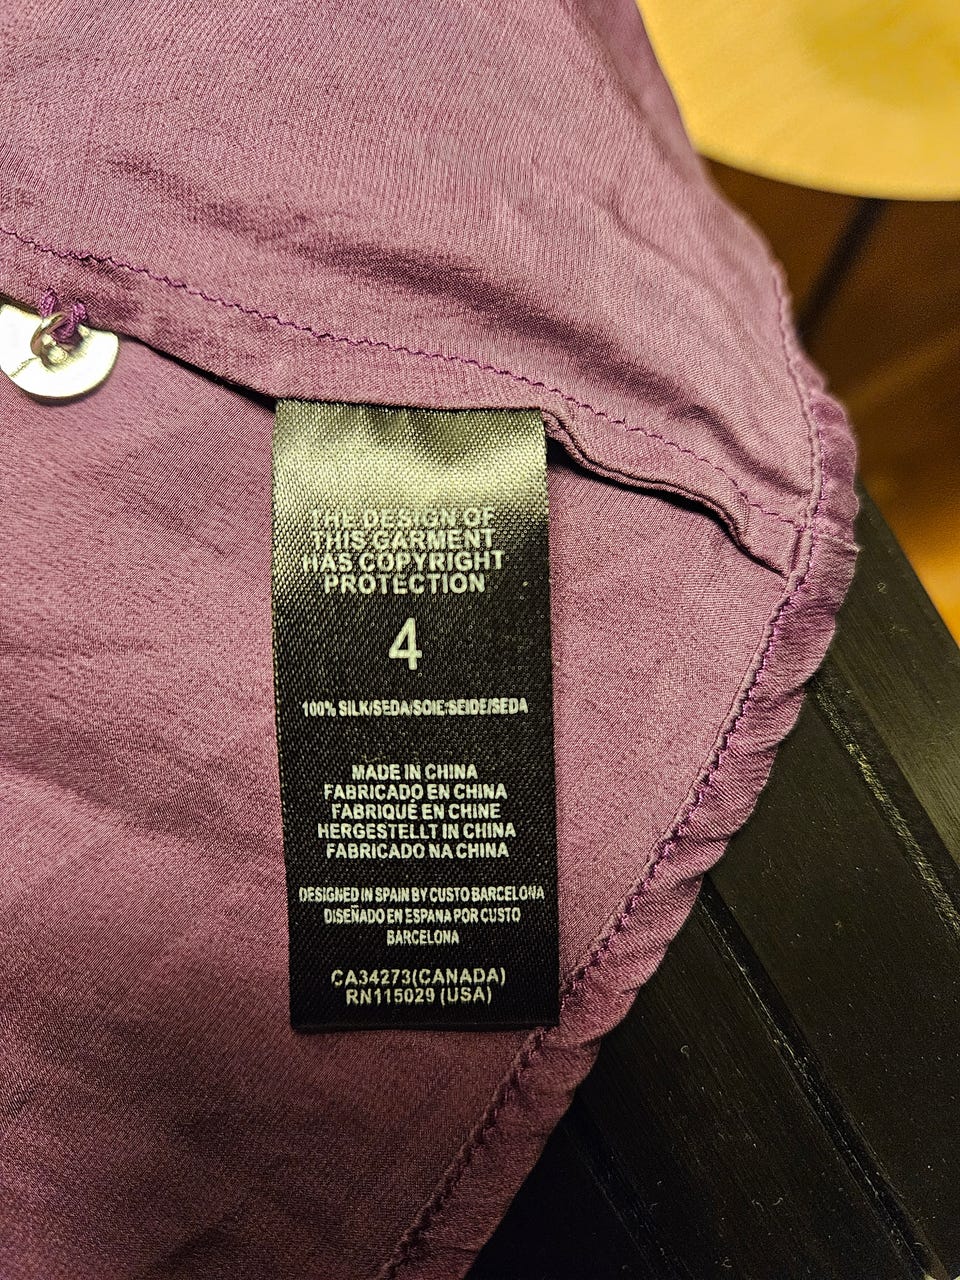 THE DESIGN OF
THIS GARMENT
HAS COPYRIGHT
PROTECTION
4
100% SILK/SEDA/SOIE/SEIDE/SEDA
MADE IN CHINA
FABRICADO EN CHINA
FABRIQUÉ EN CHINE
HERGESTELLT IN CHINA
FABRICADO NA CHINA
DESIGNED IN SPAIN BY CUSTO BARCELONA
DISEÑADO EN ESPANA POR CUSTO
BARCELONA
CA34273(CANADA)
RN115029 (USA)